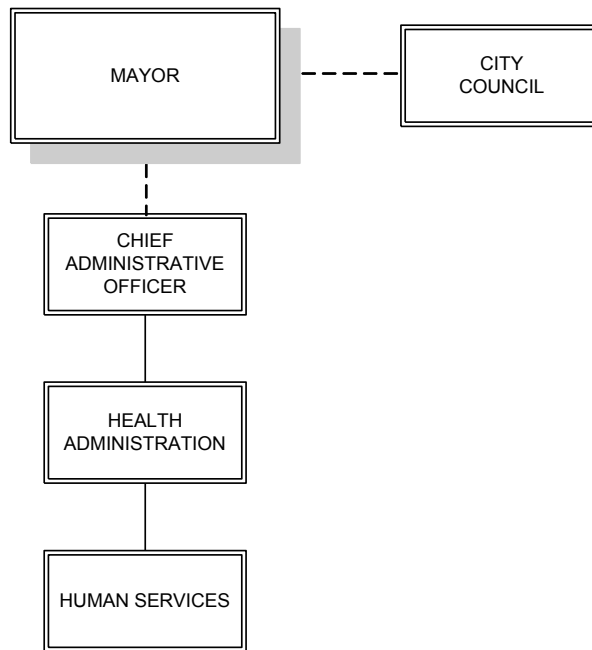 MAYOR
CITY
COUNCIL
CHIEF
ADMINISTRATIVE
OFFICER
HEALTH
ADMINISTRATION
HUMAN SERVICES